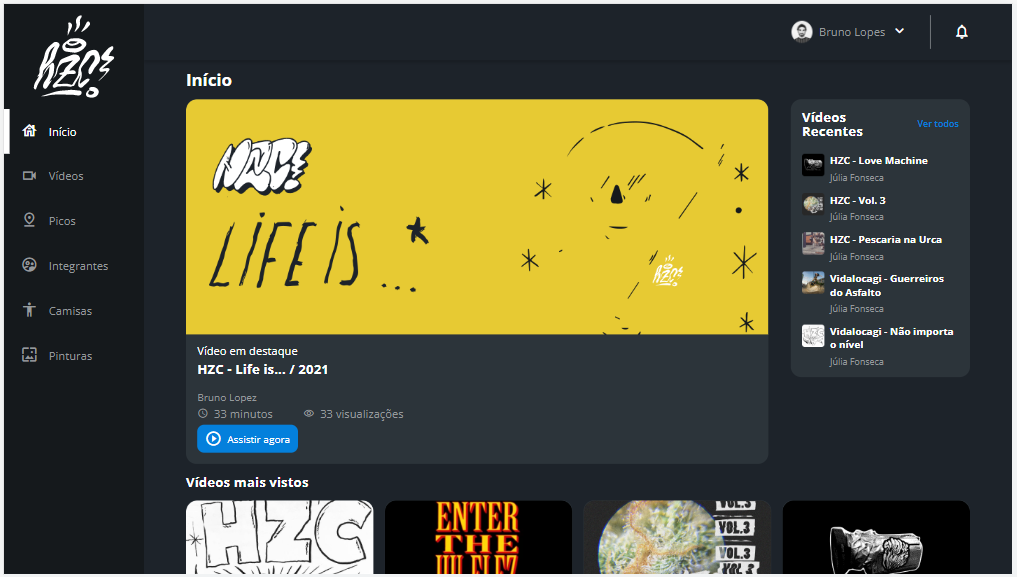 HZC!
Início
Vídeos
Picos
Integrantes
Camisas
Pinturas
Bruno Lopes
Início
HZC!
LIFE IS * ...
HZC!
Vídeo em destaque
HZC - Life is... / 2021
Bruno Lopez
33 minutos
33 visualizações
Assistir agora
Vídeos
Recentes
Ver todos
HZC - Love Machine
Júlia Fonseca
HZC - Vol. 3
Júlia Fonseca
HZC - Pescaria na Urca
Júlia Fonseca
Vidalocagi - Guerreiros
do Asfalto
Júlia Fonseca
Vidalocagi - Não importa
o nível
Júlia Fonseca
Vídeos mais vistos
HZC
ENTER
THE
VOL.3
VOL.3
VOL.3
VOL.3